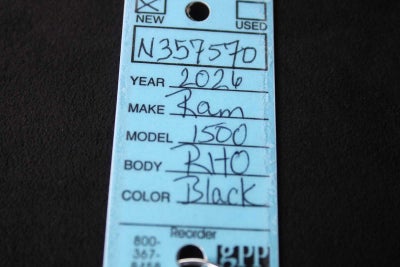 NEW USED
N357570
YEAR 2026
MAKE Ram
MODEL 1500
BODY RHO
COLOR Black
Reorder
800-
367-
gpp